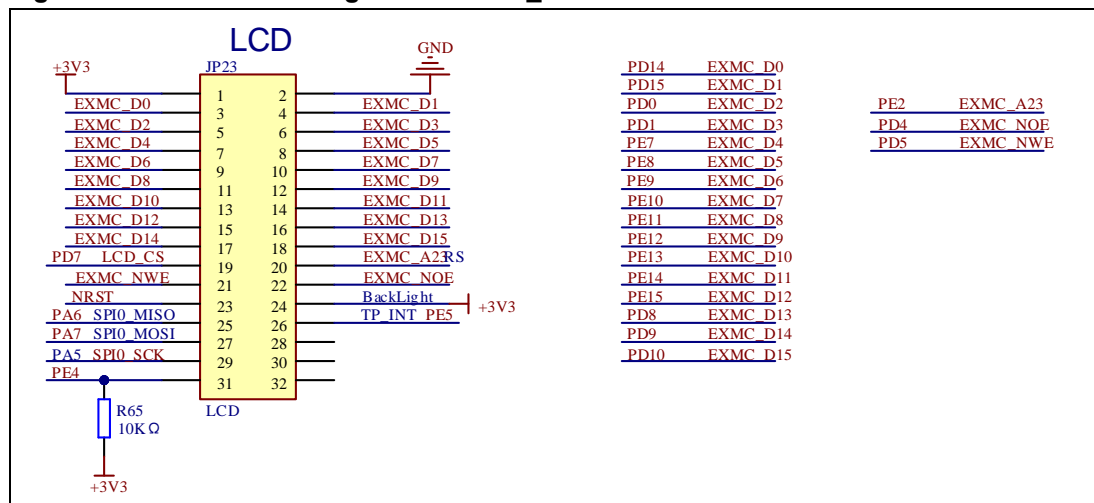 LCD
+3V3 JP23 GND
1 2
EXMC_D0 3 4 EXMC_D1
EXMC_D2 5 6 EXMC_D3
EXMC_D4 7 8 EXMC_D5
EXMC_D6 9 10 EXMC_D7
EXMC_D8 11 12 EXMC_D9
EXMC_D10 13 14 EXMC_D11
EXMC_D12 15 16 EXMC_D13
EXMC_D14 17 18 EXMC_D15
PD7 LCD_CS 19 20 EXMC_A23 RS
EXMC_NWE 21 22 EXMC_NOE
NRST 23 24 BackLight +3V3
PA6 SPI0_MISO 25 26 TP_INT PE5
PA7 SPI0_MOSI 27 28
PA5 SPI0_SCK 29 30
PE4 31 32
R65 LCD
10KΩ
+3V3
PD14 EXMC_D0
PD15 EXMC_D1
PD0 EXMC_D2
PD1 EXMC_D3
PE7 EXMC_D4
PE8 EXMC_D5
PE9 EXMC_D6
PE10 EXMC_D7
PE11 EXMC_D8
PE12 EXMC_D9
PE13 EXMC_D10
PE14 EXMC_D11
PE15 EXMC_D12
PD8 EXMC_D13
PD9 EXMC_D14
PD10 EXMC_D15
PE2 EXMC_A23
PD4 EXMC_NOE
PD5 EXMC_NWE